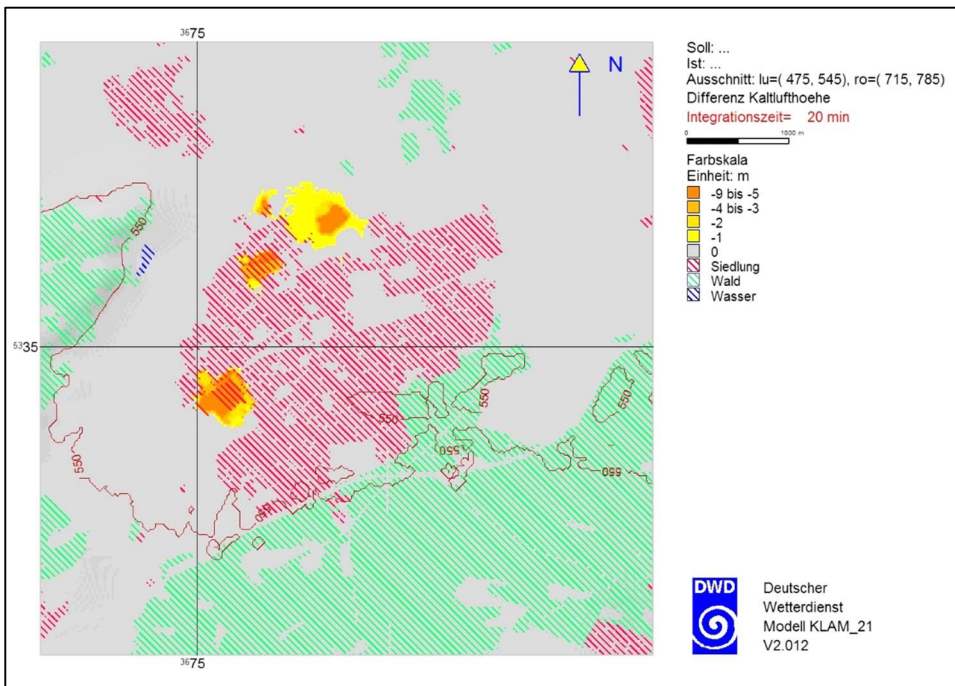 3675
N
Soll: ...
Ist: ...
Ausschnitt: lu=( 475, 545), ro=( 715, 785)
Differenz Kaltlufthoehe
Integrationszeit= 20 min
0 1000 m
Farbskala
Einheit: m
-9 bis -5
-4 bis -3
-2
-1
0
Siedlung
Wald
Wasser
550
5335
550
550
550
550
550
550
550
3675
DWD
Deutscher
Wetterdienst
Modell KLAM_21
V2.012